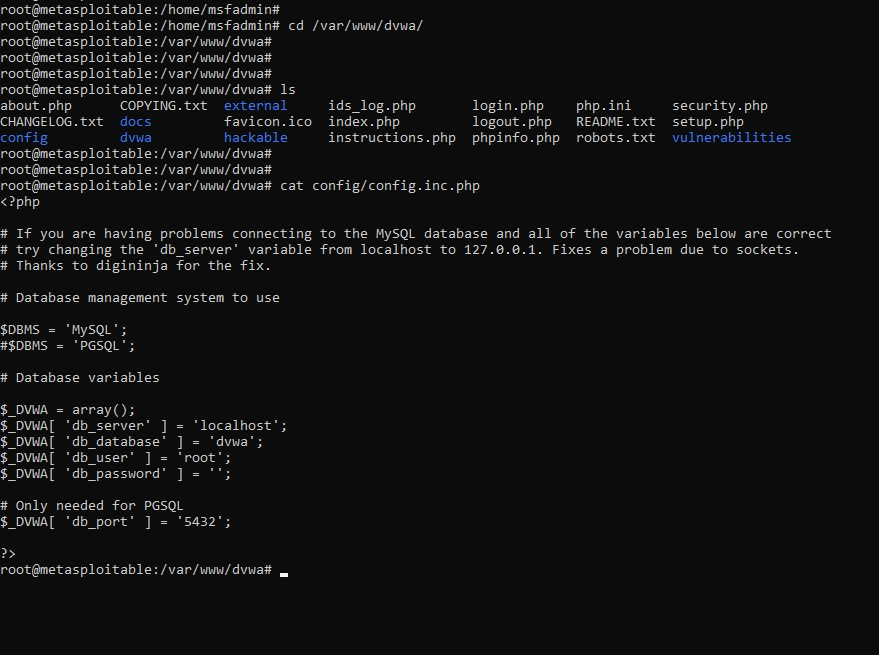 root@metasploitable:/home/msfadmin#
root@metasploitable:/home/msfadmin# cd /var/www/dvwa/
root@metasploitable:/var/www/dvwa#
root@metasploitable:/var/www/dvwa#
root@metasploitable:/var/www/dvwa#
root@metasploitable:/var/www/dvwa# ls
about.php      COPYING.txt  external     ids_log.php       login.php    php.ini     security.php
CHANGELOG.txt  docs         favicon.ico  index.php         logout.php   README.txt  setup.php
config         dvwa         hackable     instructions.php  phpinfo.php  robots.txt  vulnerabilities
root@metasploitable:/var/www/dvwa#
root@metasploitable:/var/www/dvwa#
root@metasploitable:/var/www/dvwa# cat config/config.inc.php
<?php

# If you are having problems connecting to the MySQL database and all of the variables below are correct
# try changing the 'db_server' variable from localhost to 127.0.0.1. Fixes a problem due to sockets.
# Thanks to digininja for the fix.

# Database management system to use

$DBMS = 'MySQL';
#$DBMS = 'PGSQL';

# Database variables

$_DVWA = array();
$_DVWA[ 'db_server' ] = 'localhost';
$_DVWA[ 'db_database' ] = 'dvwa';
$_DVWA[ 'db_user' ] = 'root';
$_DVWA[ 'db_password' ] = '';

# Only needed for PGSQL
$_DVWA[ 'db_port' ] = '5432';

?>
root@metasploitable:/var/www/dvwa#